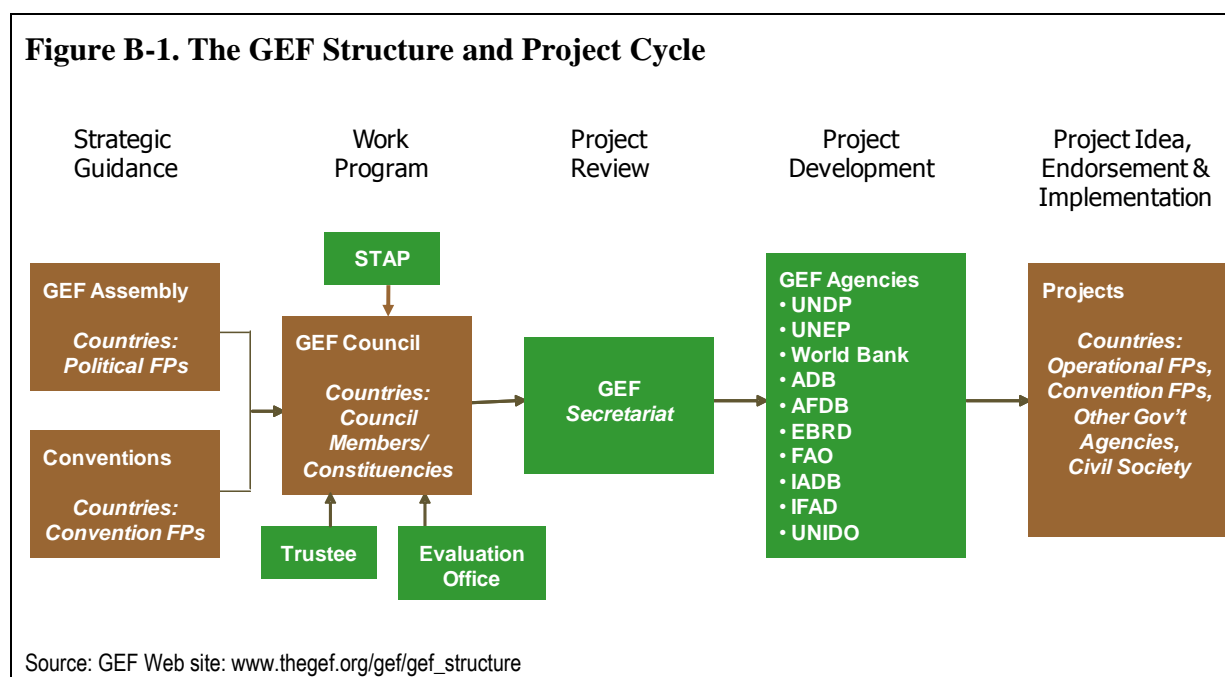 Figure B-1. The GEF Structure and Project Cycle
Strategic
Guidance
Work
Program
Project
Review
Project
Development
Project Idea,
Endorsement &
Implementation
GEF Assembly
Countries:
Political FPs
Conventions
Countries:
Convention FPs
STAP
GEF Council
Countries:
Council
Members/
Constituencies
Trustee
Evaluation
Office
GEF
Secretariat
GEF Agencies
• UNDP
• UNEP
• World Bank
• ADB
• AFDB
• EBRD
• FAO
• IADB
• IFAD
• UNIDO
Projects
Countries:
Operational FPs,
Convention FPs,
Other Gov't
Agencies,
Civil Society
Source: GEF Web site: www.thegef.org/gef/gef_structure